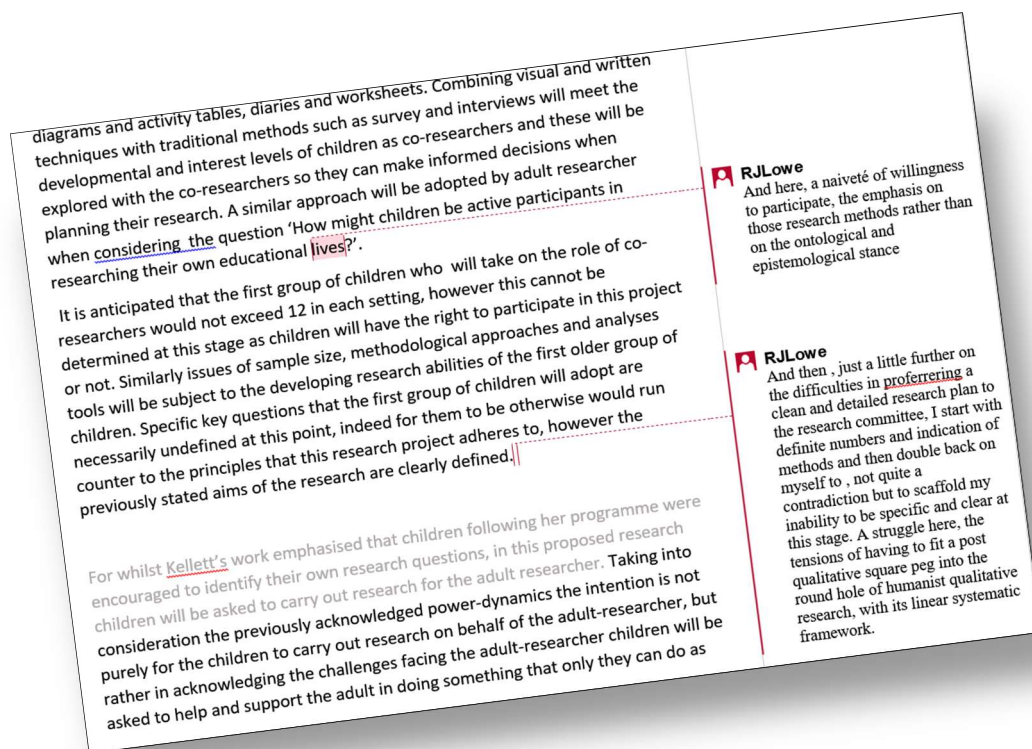 diagrams and activity tables, diaries and worksheets. Combining visual and written
techniques with traditional methods such as survey and interviews will meet the
developmental and interest levels of children as co-researchers and these will be
explored with the co-researchers so they can make informed decisions when
planning their research. A similar approach will be adopted by adult researcher
when considering the question ‘How might children be active participants in
researching their own educational lives?’.
It is anticipated that the first group of children who  will take on the role of co-
researchers would not exceed 12 in each setting, however this cannot be
determined at this stage as children will have the right to participate in this project
or not. Similarly issues of sample size, methodological approaches and analyses
tools will be subject to the developing research abilities of the first older group of
children. Specific key questions that the first group of children will adopt are
necessarily undefined at this point, indeed for them to be otherwise would run
counter to the principles that this research project adheres to, however the
previously stated aims of the research are clearly defined.
For whilst Kellett’s work emphasised that children following her programme were
encouraged to identify their own research questions, in this proposed research
children will be asked to carry out research for the adult researcher. Taking into
consideration the previously acknowledged power-dynamics the intention is not
purely for the children to carry out research on behalf of the adult-researcher, but
rather in acknowledging the challenges facing the adult-researcher children will be
asked to help and support the adult in doing something that only they can do as
RJLowe
And here, a naiveté of willingness
to participate, the emphasis on
those research methods rather than
on the ontological and
epistemological stance
RJLowe
And then , just a little further on
the difficulties in proferrering a
clean and detailed research plan to
the research committee, I start with
definite numbers and indication of
methods and then double back on
myself to , not quite a
contradiction but to scaffold my
inability to be specific and clear at
this stage. A struggle here, the
tensions of having to fit a post
qualitative square peg into the
round hole of humanist qualitative
research, with its linear systematic
framework.